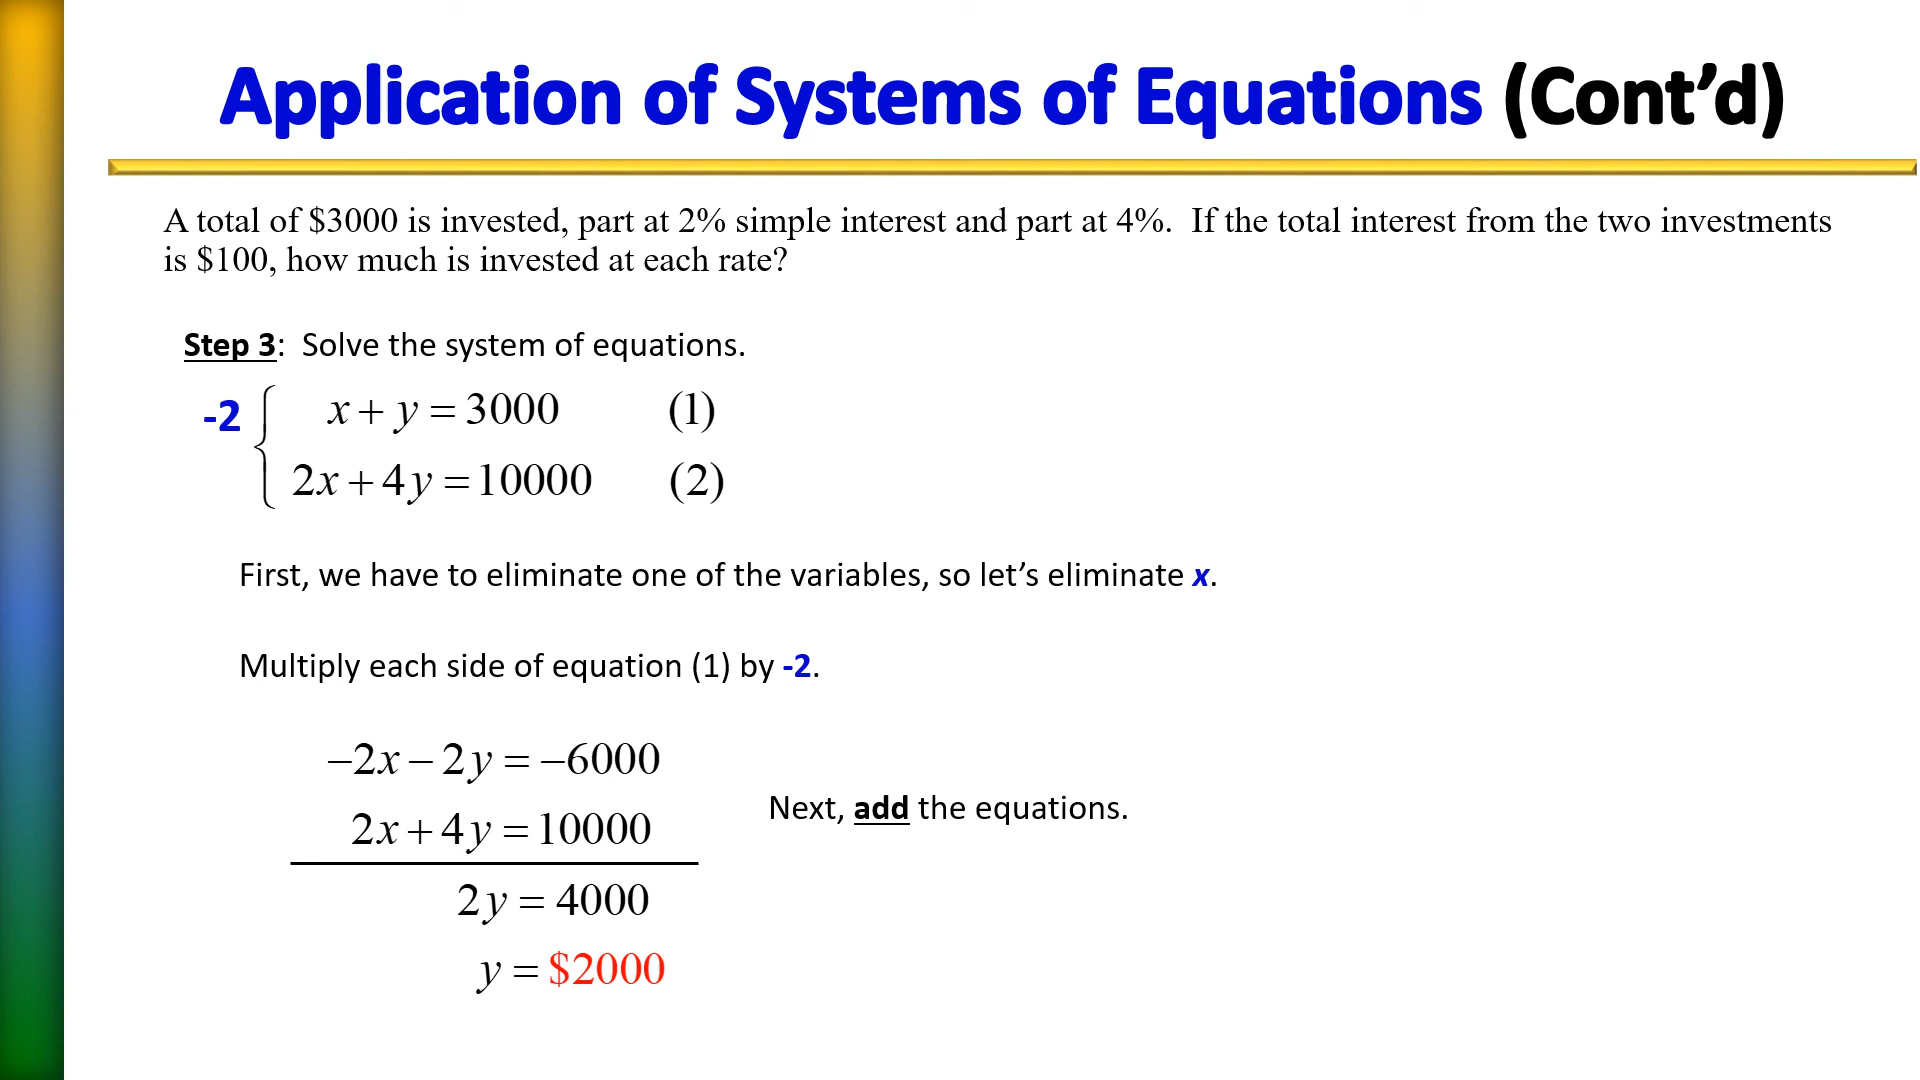 Application of Systems of Equations (Cont’d)
A total of $3000 is invested, part at 2% simple interest and part at 4%.  If the total interest from the two investments
is $100, how much is invested at each rate?
Step 3:  Solve the system of equations.
-2 { x + y = 3000 (1)
2x + 4y = 10000 (2)
First, we have to eliminate one of the variables, so let’s eliminate x.
Multiply each side of equation (1) by -2.
−2x − 2y = −6000
2x + 4y = 10000
Next, add the equations.
2y = 4000
y = $2000